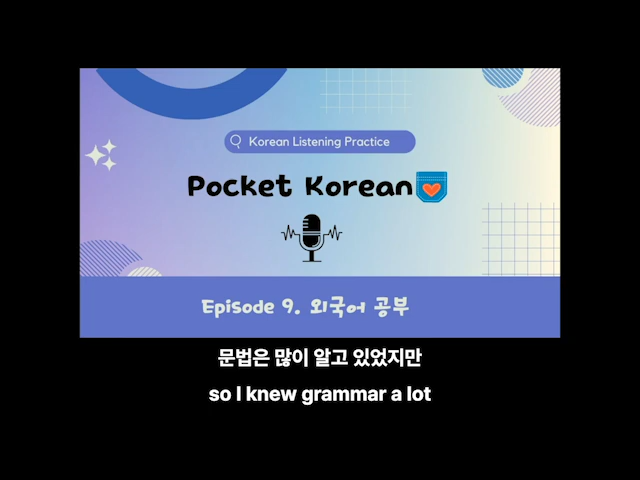 Korean Listening Practice
Pocket Korean
Episode 9. 외국어 공부
문법은 많이 알고 있었지만
so I knew grammar a lot